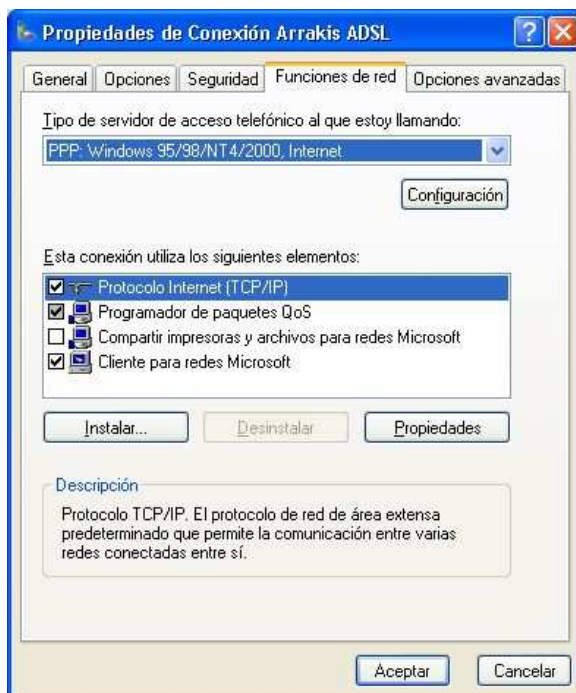 Propiedades de Conexión Arrakis ADSL
General Opciones Seguridad Funciones de red Opciones avanzadas
Tipo de servidor de acceso telefónico al que estoy llamando:
PPP: Windows 95/98/NT4/2000, Internet
Configuración
Esta conexión utiliza los siguientes elementos:
Protocolo Internet (TCP/IP)
Programador de paquetes QoS
Compartir impresoras y archivos para redes Microsoft
Cliente para redes Microsoft
Instalar... Desinstalar Propiedades
Descripción
Protocolo TCP/IP. El protocolo de red de área extensa
predeterminado que permite la comunicación entre varias
redes conectadas entre sí.
Aceptar Cancelar